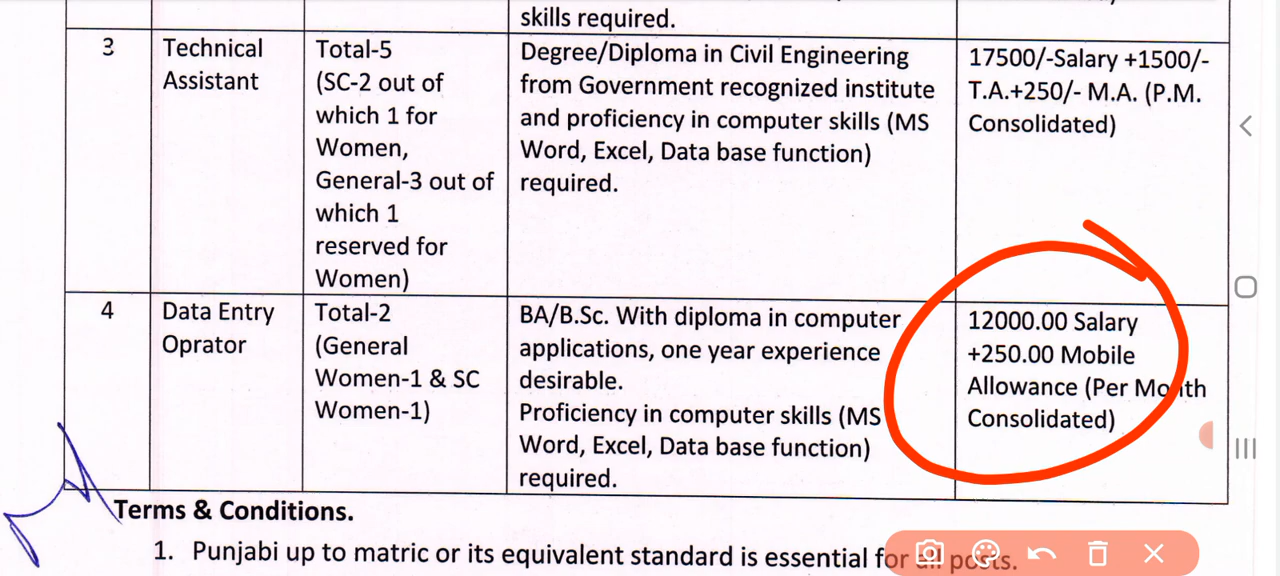 skills required.
3
Technical
Assistant
Total-5
(SC-2 out of
which 1 for
Women,
General-3 out of
which 1
reserved for
Women)
Degree/Diploma in Civil Engineering
from Government recognized institute
and proficiency in computer skills (MS
Word, Excel, Data base function)
required.
17500/-Salary +1500/-
T.A.+250/- M.A. (P.M.
Consolidated)
4
Data Entry
Oprator
Total-2
(General
Women-1 & SC
Women-1)
BA/B.Sc. With diploma in computer
applications, one year experience
desirable.
Proficiency in computer skills (MS
Word, Excel, Data base function)
required.
12000.00 Salary
+250.00 Mobile
Allowance (Per Month
Consolidated)
Terms & Conditions.
1. Punjabi up to matric or its equivalent standard is essential for all posts.